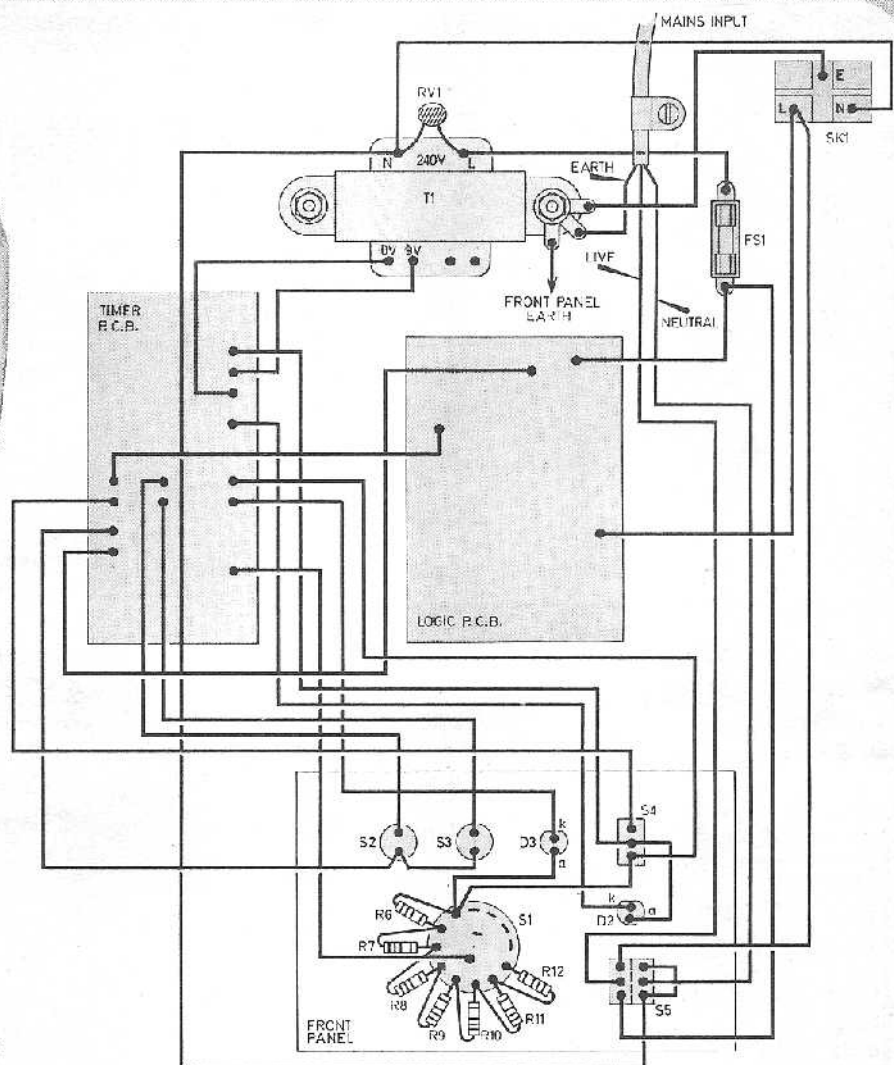 MAINS INPUT
RV1
E
L
N
SK1
N
240V
L
EARTH
T1
FS1
0V
9V
LIVE
FRONT PANEL
EARTH
NEUTRAL
TIMER
P.C.B.
LOGIC P.C.B.
S4
S2
S3
D3
k
a
k
a
D2
R6
S1
R7
R12
R8
R11
R9
R10
S5
FRONT
PANEL